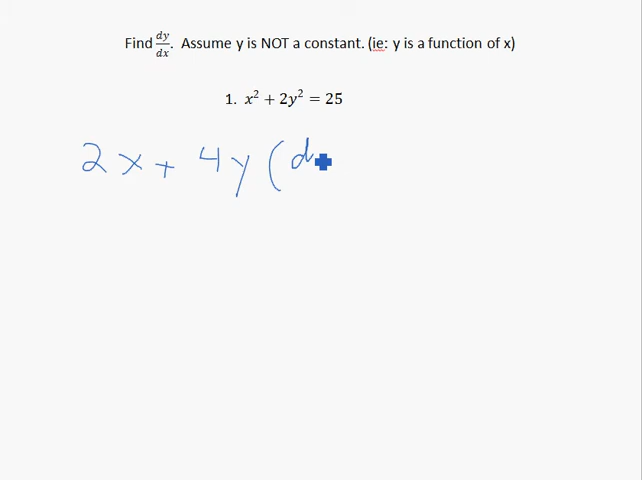 Find dy/dx. Assume y is NOT a constant. (ie: y is a function of x)
1. x² + 2y² = 25
2x + 4y (d